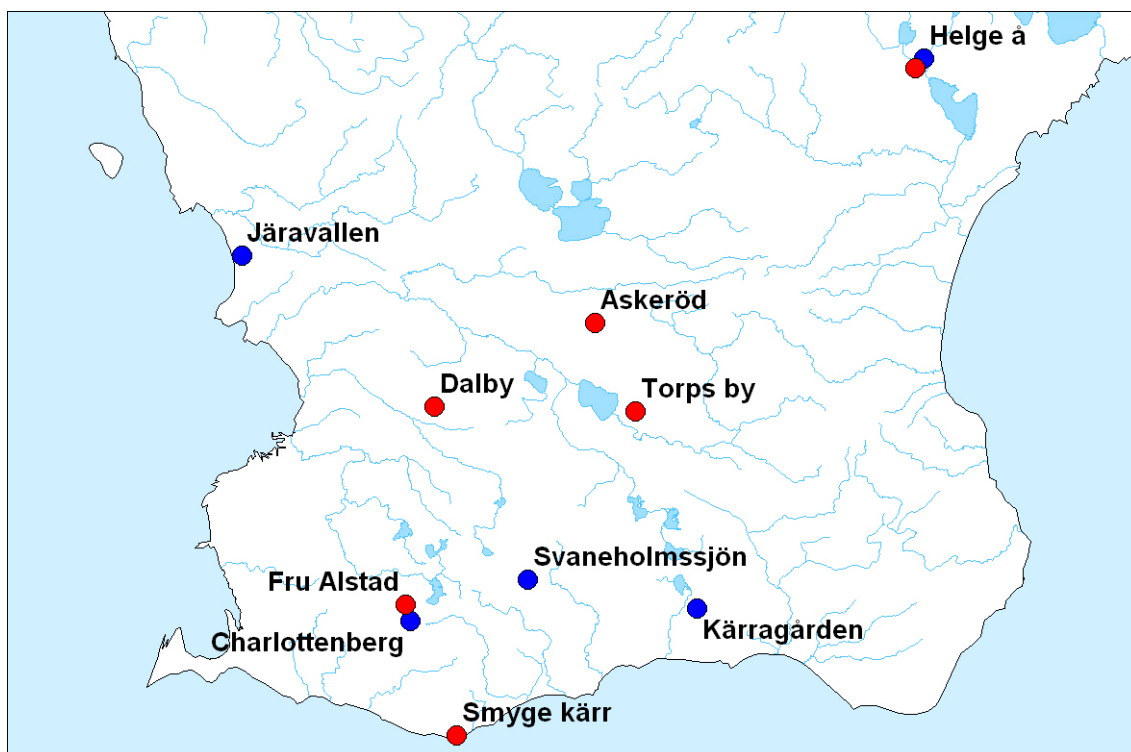 Helge å
Järavallen
Askeröd
Dalby
Torps by
Svaneholmssjön
Fru Alstad
Kärragården
Charlottenberg
Smyge kärr